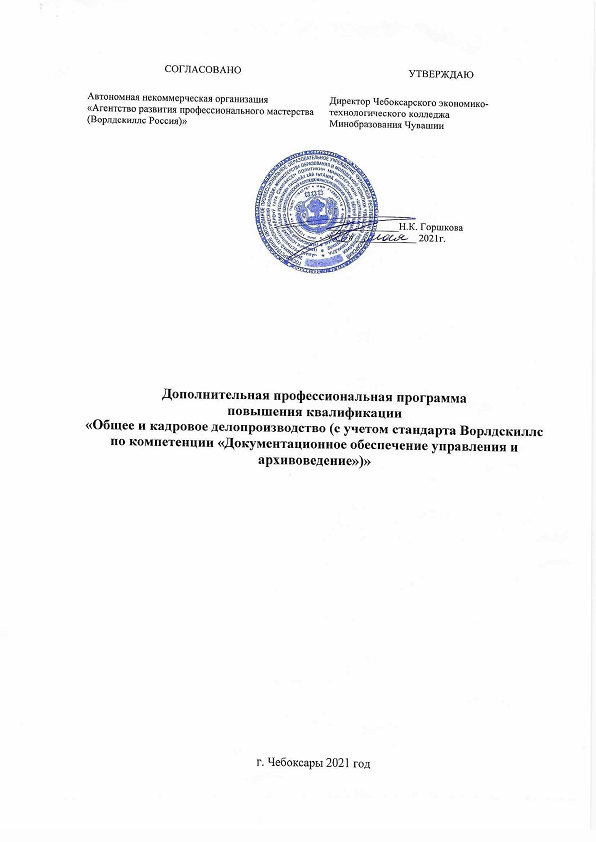 СОГЛАСОВАНО
Автономная некоммерческая организация
«Агентство развития профессионального мастерства
(Ворлдскиллс Россия)»
УТВЕРЖДАЮ
Директор Чебоксарского экономико-
технологического колледжа
Минобразования Чувашии
Н.К. Горшкова
мая 2021г.
Дополнительная профессиональная программа
повышения квалификации
«Общее и кадровое делопроизводство (с учетом стандарта Ворлдскиллс
по компетенции «Документационное обеспечение управления и
архивоведение»)»
г. Чебоксары 2021 год